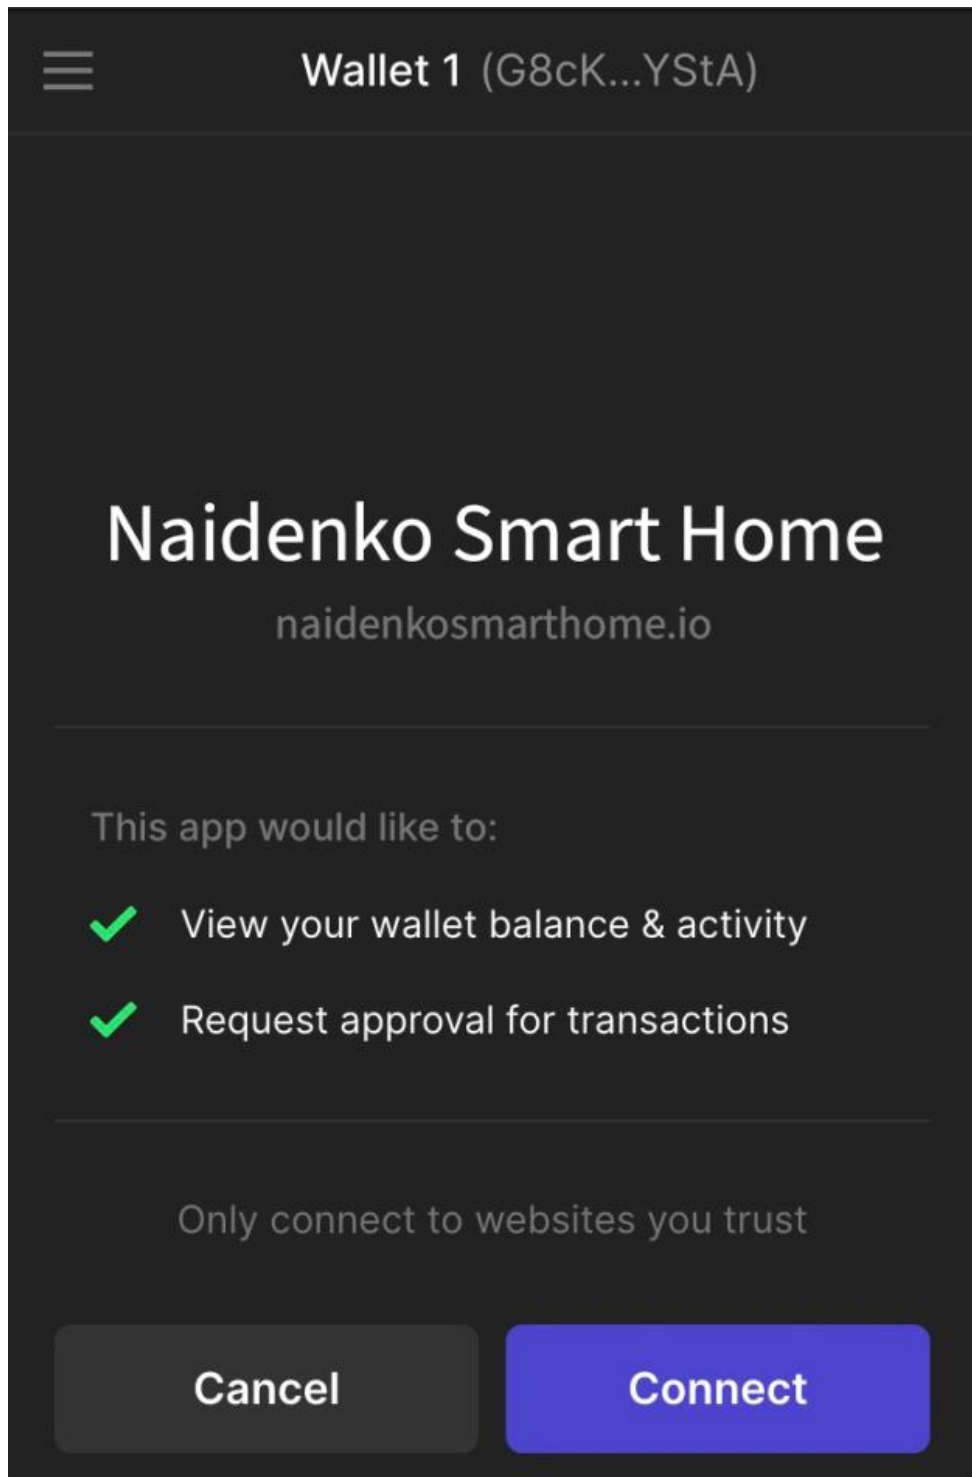 Wallet 1 (G8cK...YStA)
Naidenko Smart Home
naidenkosmarthome.io
This app would like to:
View your wallet balance & activity
Request approval for transactions
Only connect to websites you trust
Cancel
Connect